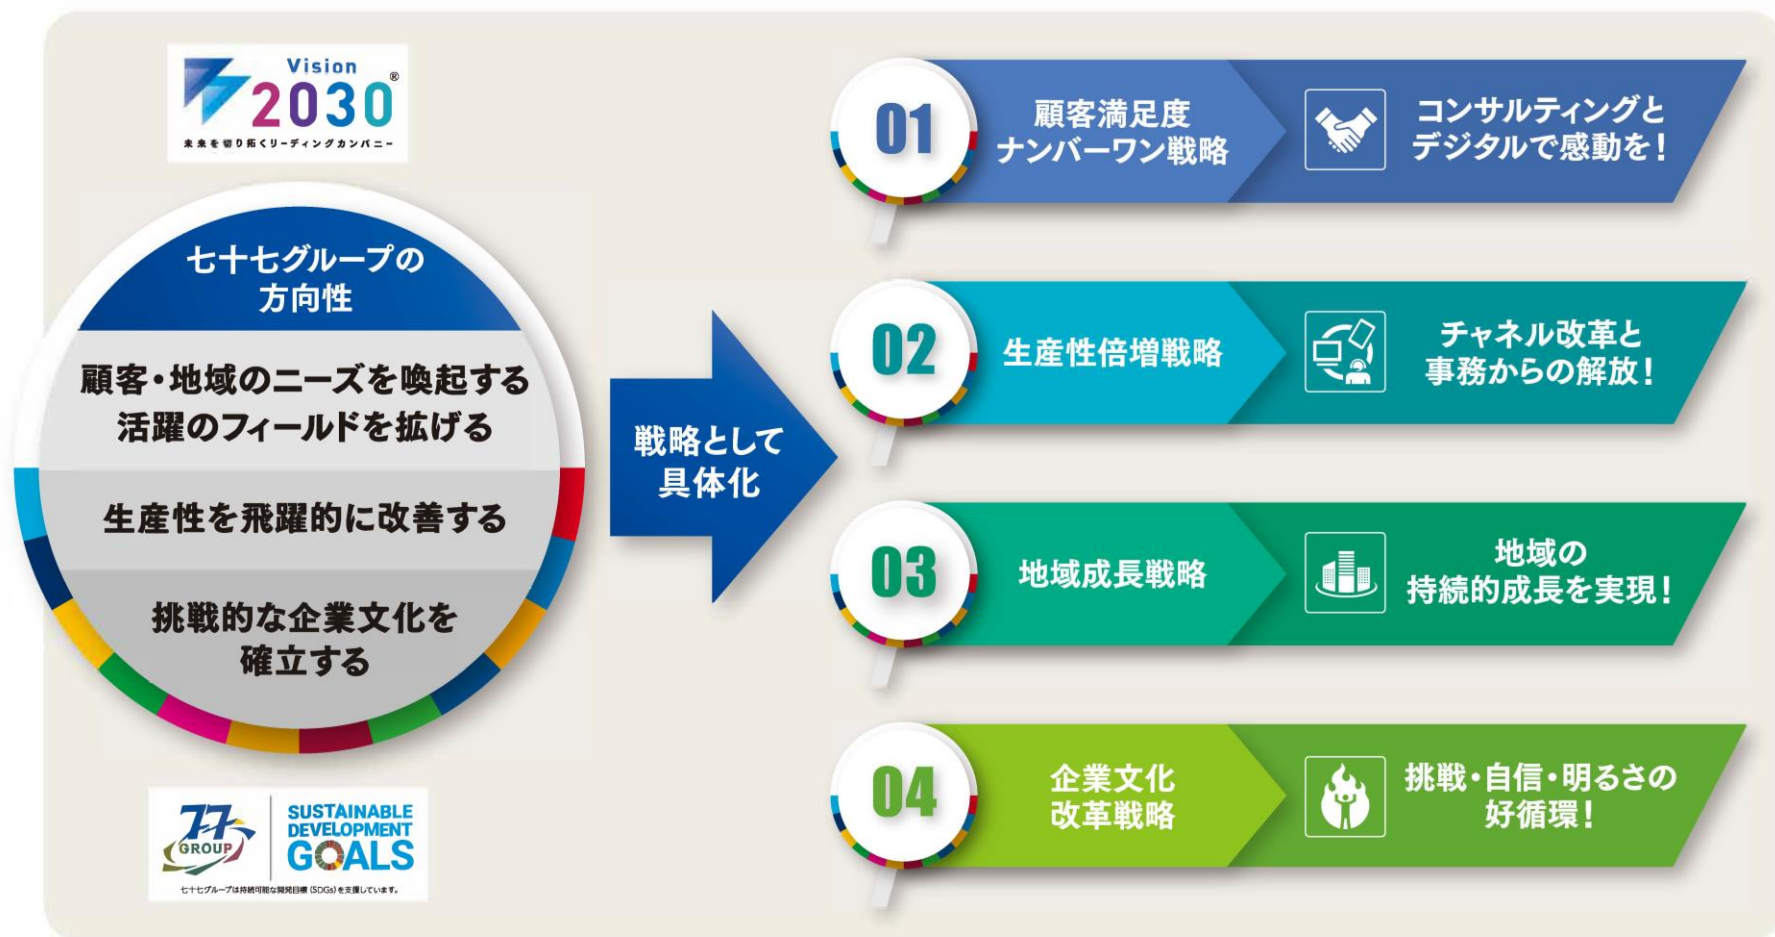 Vision
2030®
未来を切り拓くリーディングカンパニー
七十七グループの
方向性
顧客・地域のニーズを喚起する
活躍のフィールドを拡げる
生産性を飛躍的に改善する
挑戦的な企業文化を
確立する
77
GROUP
SUSTAINABLE
DEVELOPMENT
GOALS
七十七グループは持続可能な開発目標（SDGs）を支援しています。
戦略として
具体化
01
顧客満足度
ナンバーワン戦略
コンサルティングと
デジタルで感動を！
02
生産性倍増戦略
チャネル改革と
事務からの解放！
03
地域成長戦略
地域の
持続的成長を実現！
04
企業文化
改革戦略
挑戦・自信・明るさの
好循環！